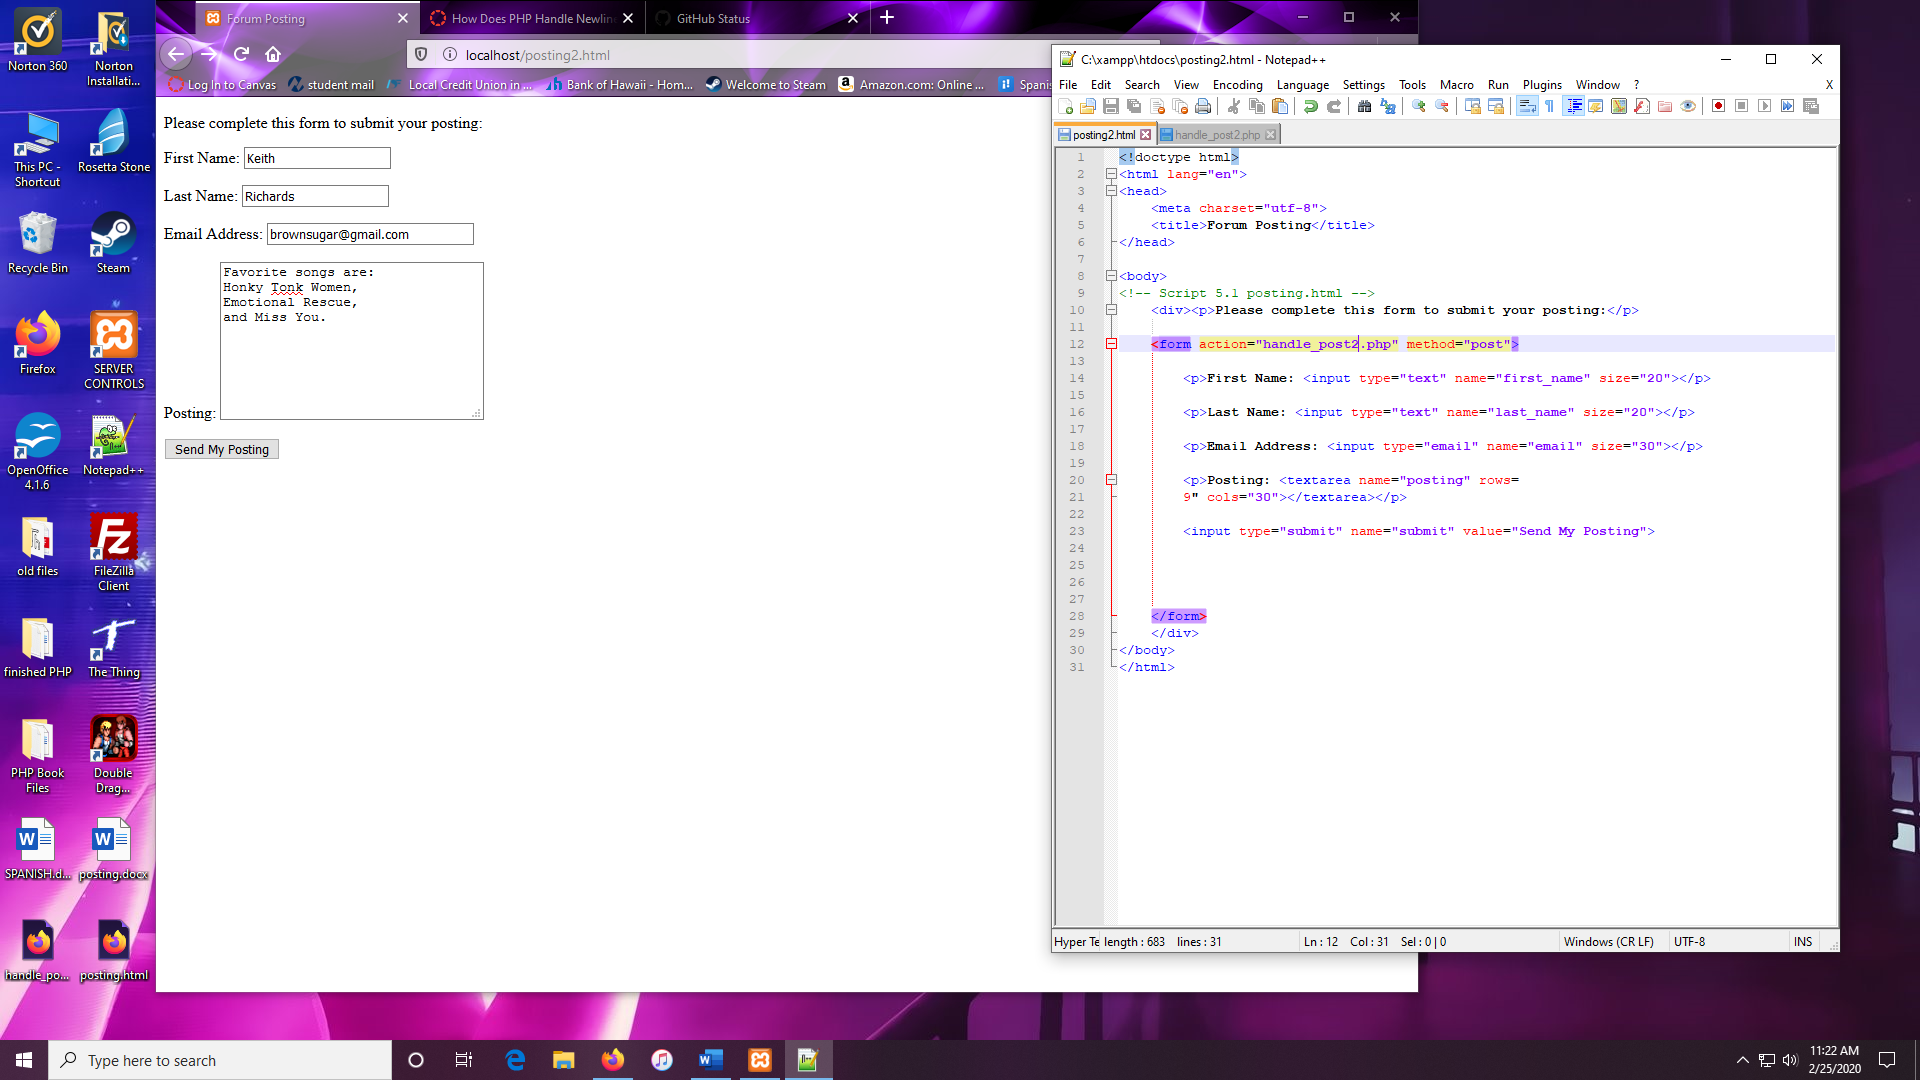 Norton 360
Norton
Installati...
This PC -
Shortcut
Rosetta Stone
Recycle Bin
Steam
Firefox
SERVER
CONTROLS
OpenOffice
4.1.6
Notepad++
old files
FileZilla
Client
finished PHP
The Thing
PHP Book
Files
Double
Drag...
SPANISH.d...
posting.docx
handle_po...
posting.html
Forum Posting
How Does PHP Handle Newlin
GitHub Status
localhost/posting2.html
Log In to Canvas
student mail
Local Credit Union in ...
Bank of Hawaii - Hom...
Welcome to Steam
Amazon.com: Online ...
Spanis
Please complete this form to submit your posting:
First Name: Keith
Last Name: Richards
Email Address: brownsugar@gmail.com
Favorite songs are:
Honky Tonk Women,
Emotional Rescue,
and Miss You.
Posting:
Send My Posting
C:\xampp\htdocs\posting2.html - Notepad++
File Edit Search View Encoding Language Settings Tools Macro Run Plugins Window ? X
posting2.html
handle_post2.php
1 <!doctype html>
2 <html lang="en">
3 <head>
4 <meta charset="utf-8">
5 <title>Forum Posting</title>
6 </head>
7
8 <body>
9 <!-- Script 5.1 posting.html -->
10 <div><p>Please complete this form to submit your posting:</p>
11
12 <form action="handle_post2.php" method="post">
13
14 <p>First Name: <input type="text" name="first_name" size="20"></p>
15
16 <p>Last Name: <input type="text" name="last_name" size="20"></p>
17
18 <p>Email Address: <input type="email" name="email" size="30"></p>
19
20 <p>Posting: <textarea name="posting" rows=
21 9" cols="30"></textarea></p>
22
23 <input type="submit" name="submit" value="Send My Posting">
24
25
26
27
28 </form>
29 </div>
30 </body>
31 </html>
Hyper Te length : 683 lines : 31 Ln : 12 Col : 31 Sel : 0 | 0 Windows (CR LF) UTF-8 INS
Type here to search
11:22 AM
2/25/2020